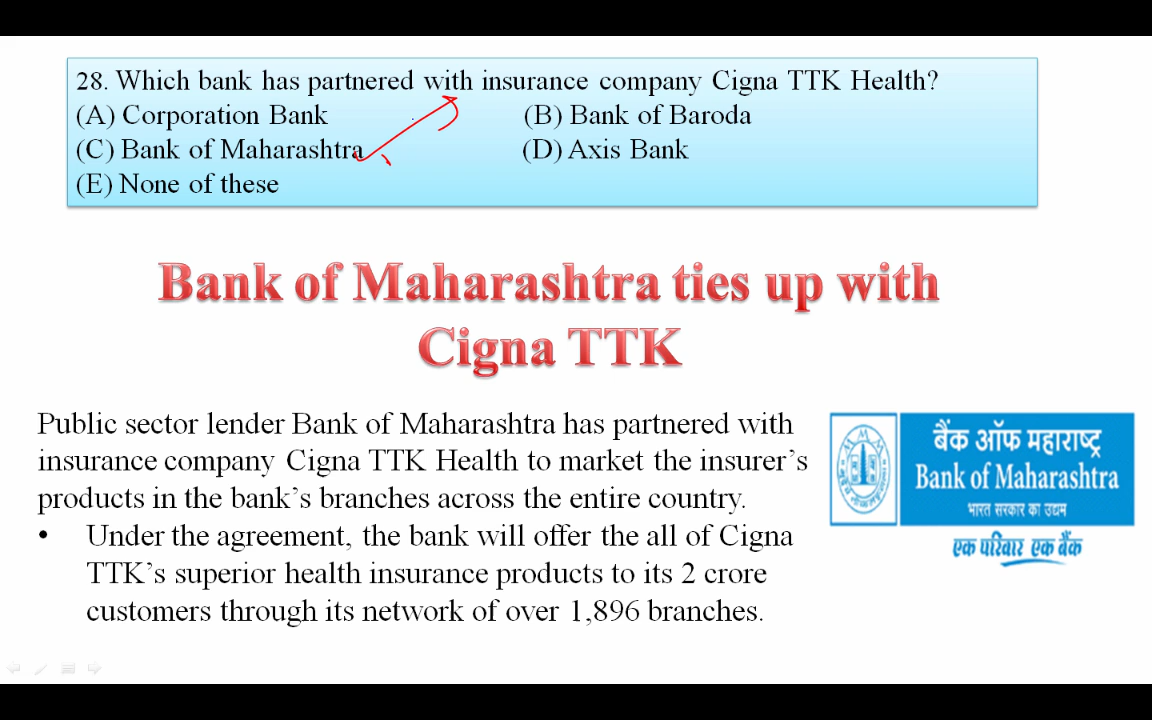 28. Which bank has partnered with insurance company Cigna TTK Health?
(A) Corporation Bank (B) Bank of Baroda
(C) Bank of Maharashtra (D) Axis Bank
(E) None of these
Bank of Maharashtra ties up with
Cigna TTK
Public sector lender Bank of Maharashtra has partnered with
insurance company Cigna TTK Health to market the insurer's
products in the bank's branches across the entire country.
• Under the agreement, the bank will offer the all of Cigna
TTK's superior health insurance products to its 2 crore
customers through its network of over 1,896 branches.
बैंक ऑफ महाराष्ट्र
Bank of Maharashtra
भारत सरकार का उद्यम
एक परिवार एक बैंक